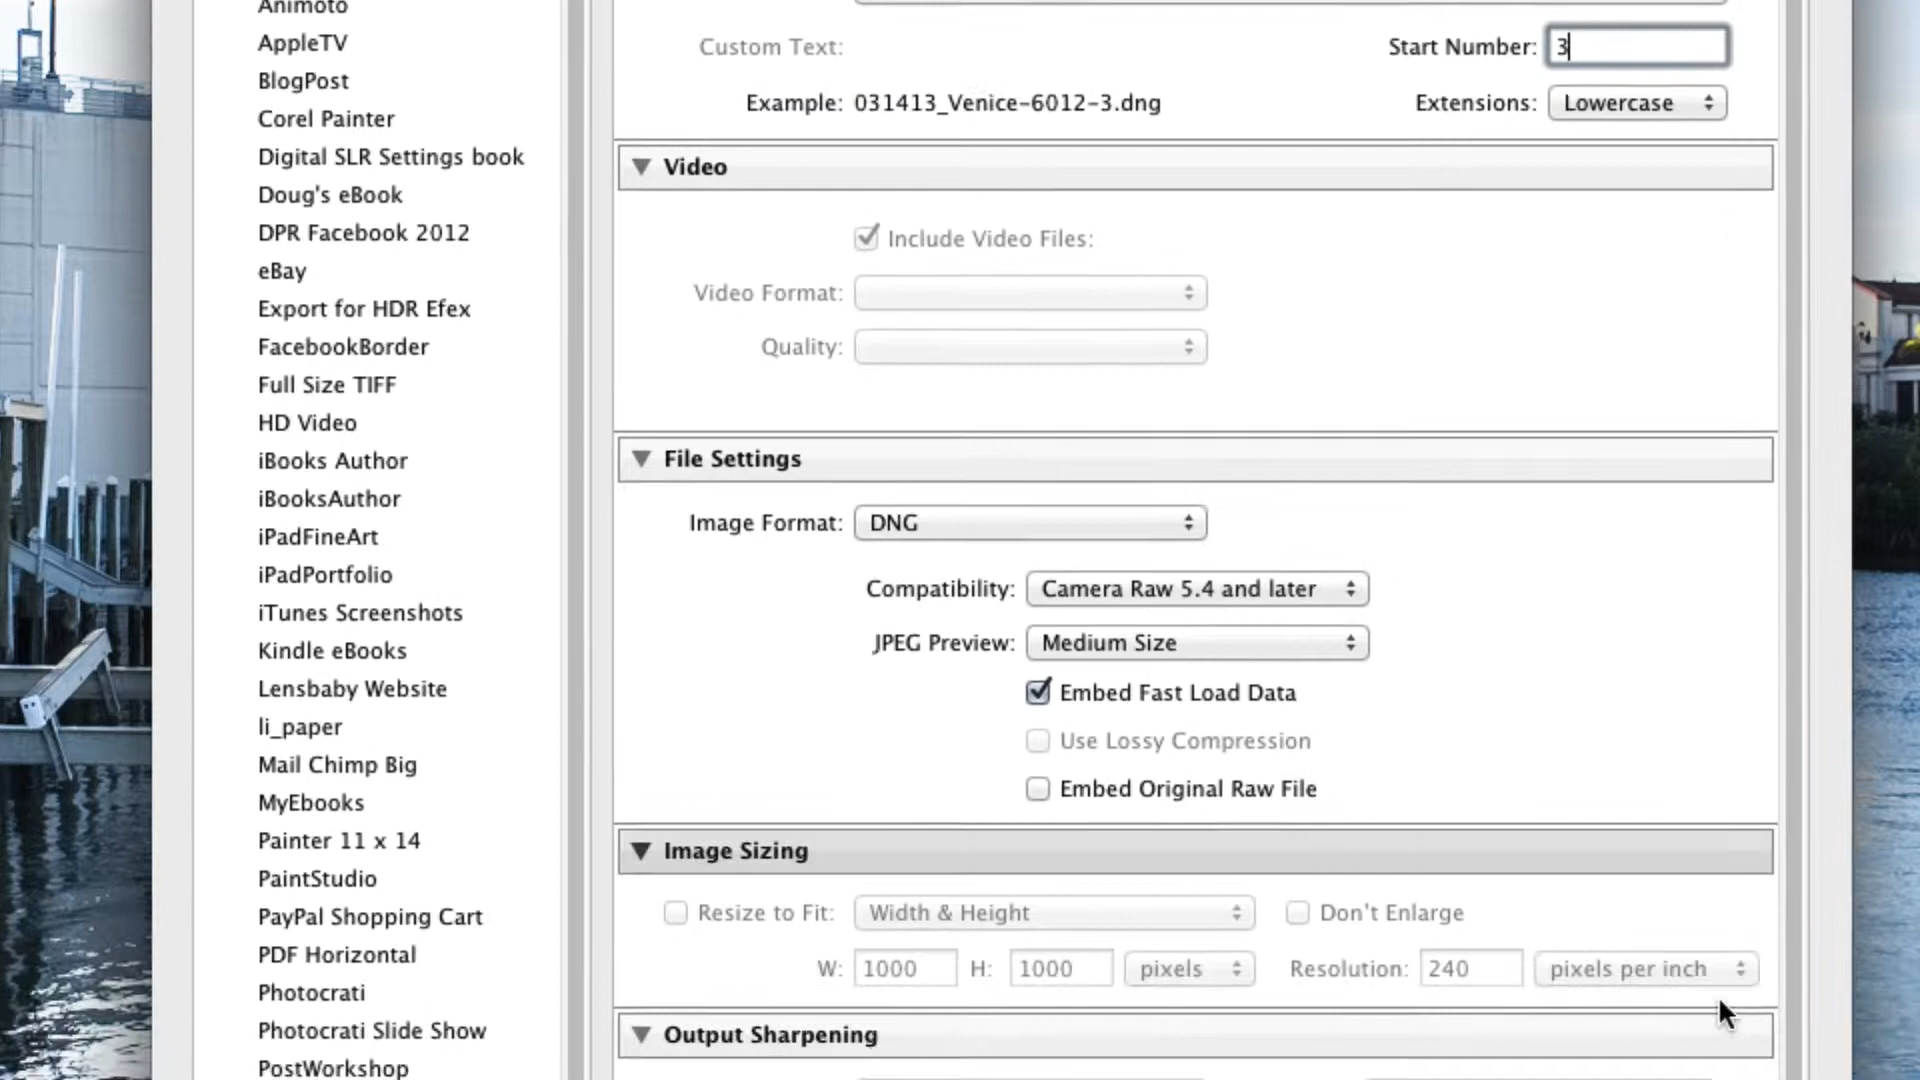 Animoto
AppleTV
BlogPost
Corel Painter
Digital SLR Settings book
Doug's eBook
DPR Facebook 2012
eBay
Export for HDR Efex
FacebookBorder
Full Size TIFF
HD Video
iBooks Author
iBooksAuthor
iPadFineArt
iPadPortfolio
iTunes Screenshots
Kindle eBooks
Lensbaby Website
li_paper
Mail Chimp Big
MyEbooks
Painter 11 x 14
PaintStudio
PayPal Shopping Cart
PDF Horizontal
Photocrati
Photocrati Slide Show
PostWorkshop
Custom Text: Start Number: 3
Example: 031413_Venice-6012-3.dng Extensions: Lowercase
Video
Include Video Files:
Video Format:
Quality:
File Settings
Image Format: DNG
Compatibility: Camera Raw 5.4 and later
JPEG Preview: Medium Size
Embed Fast Load Data
Use Lossy Compression
Embed Original Raw File
Image Sizing
Resize to Fit: Width & Height Don't Enlarge
W: 1000 H: 1000 pixels Resolution: 240 pixels per inch
Output Sharpening